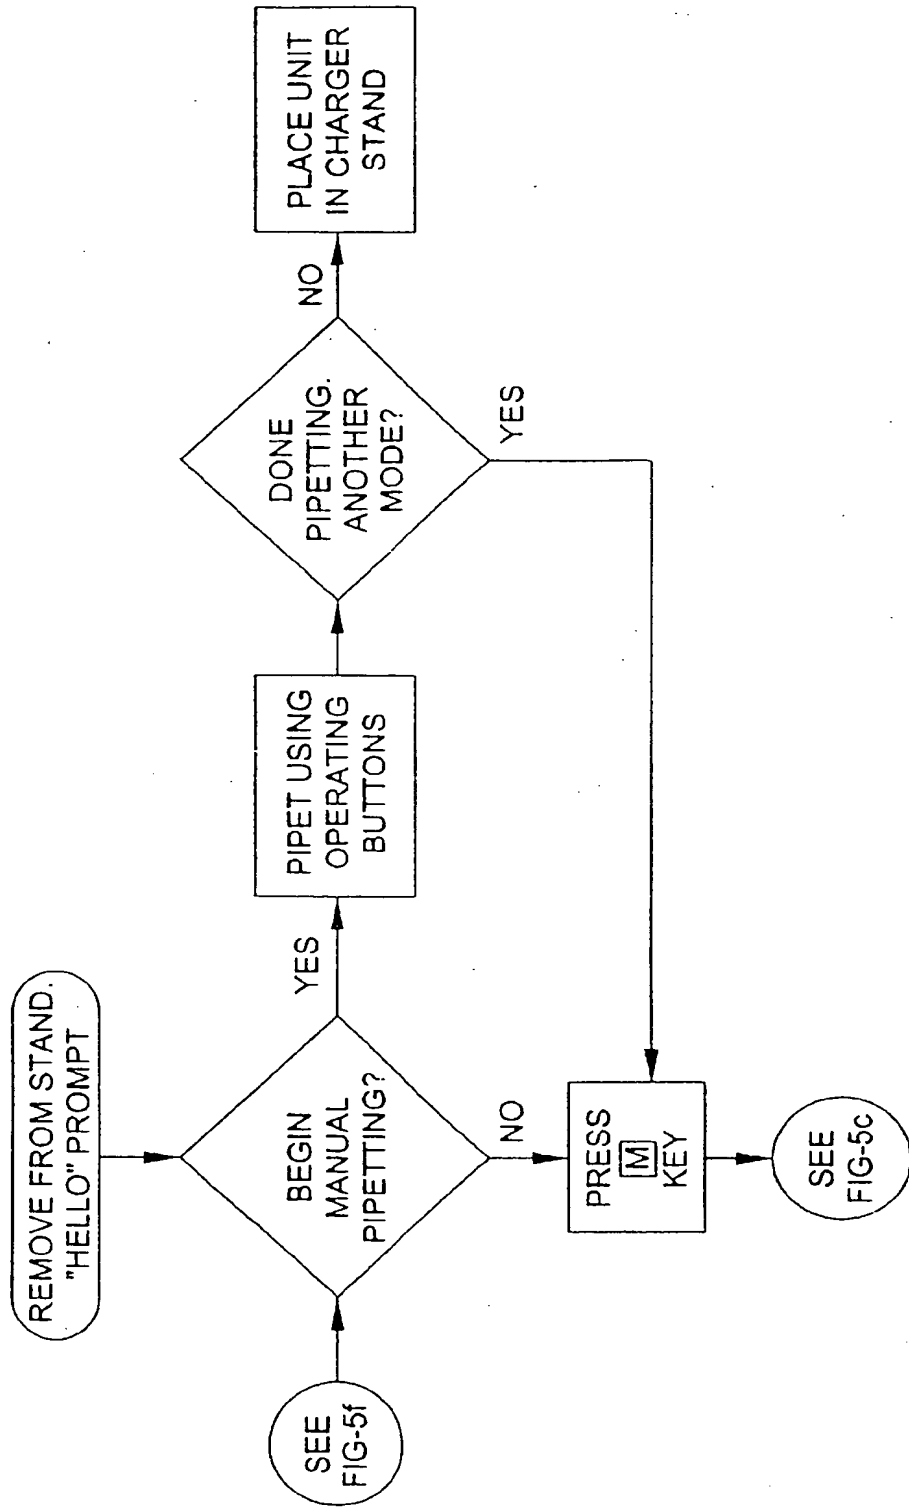 REMOVE FROM STAND.
"HELLO" PROMPT
SEE
FIG-5f
BEGIN
MANUAL
PIPETTING?
YES
PIPET USING
OPERATING
BUTTONS
DONE
PIPETTING.
ANOTHER
MODE?
NO
PLACE UNIT
IN CHARGER
STAND
NO
YES
PRESS
M
KEY
SEE
FIG-5c